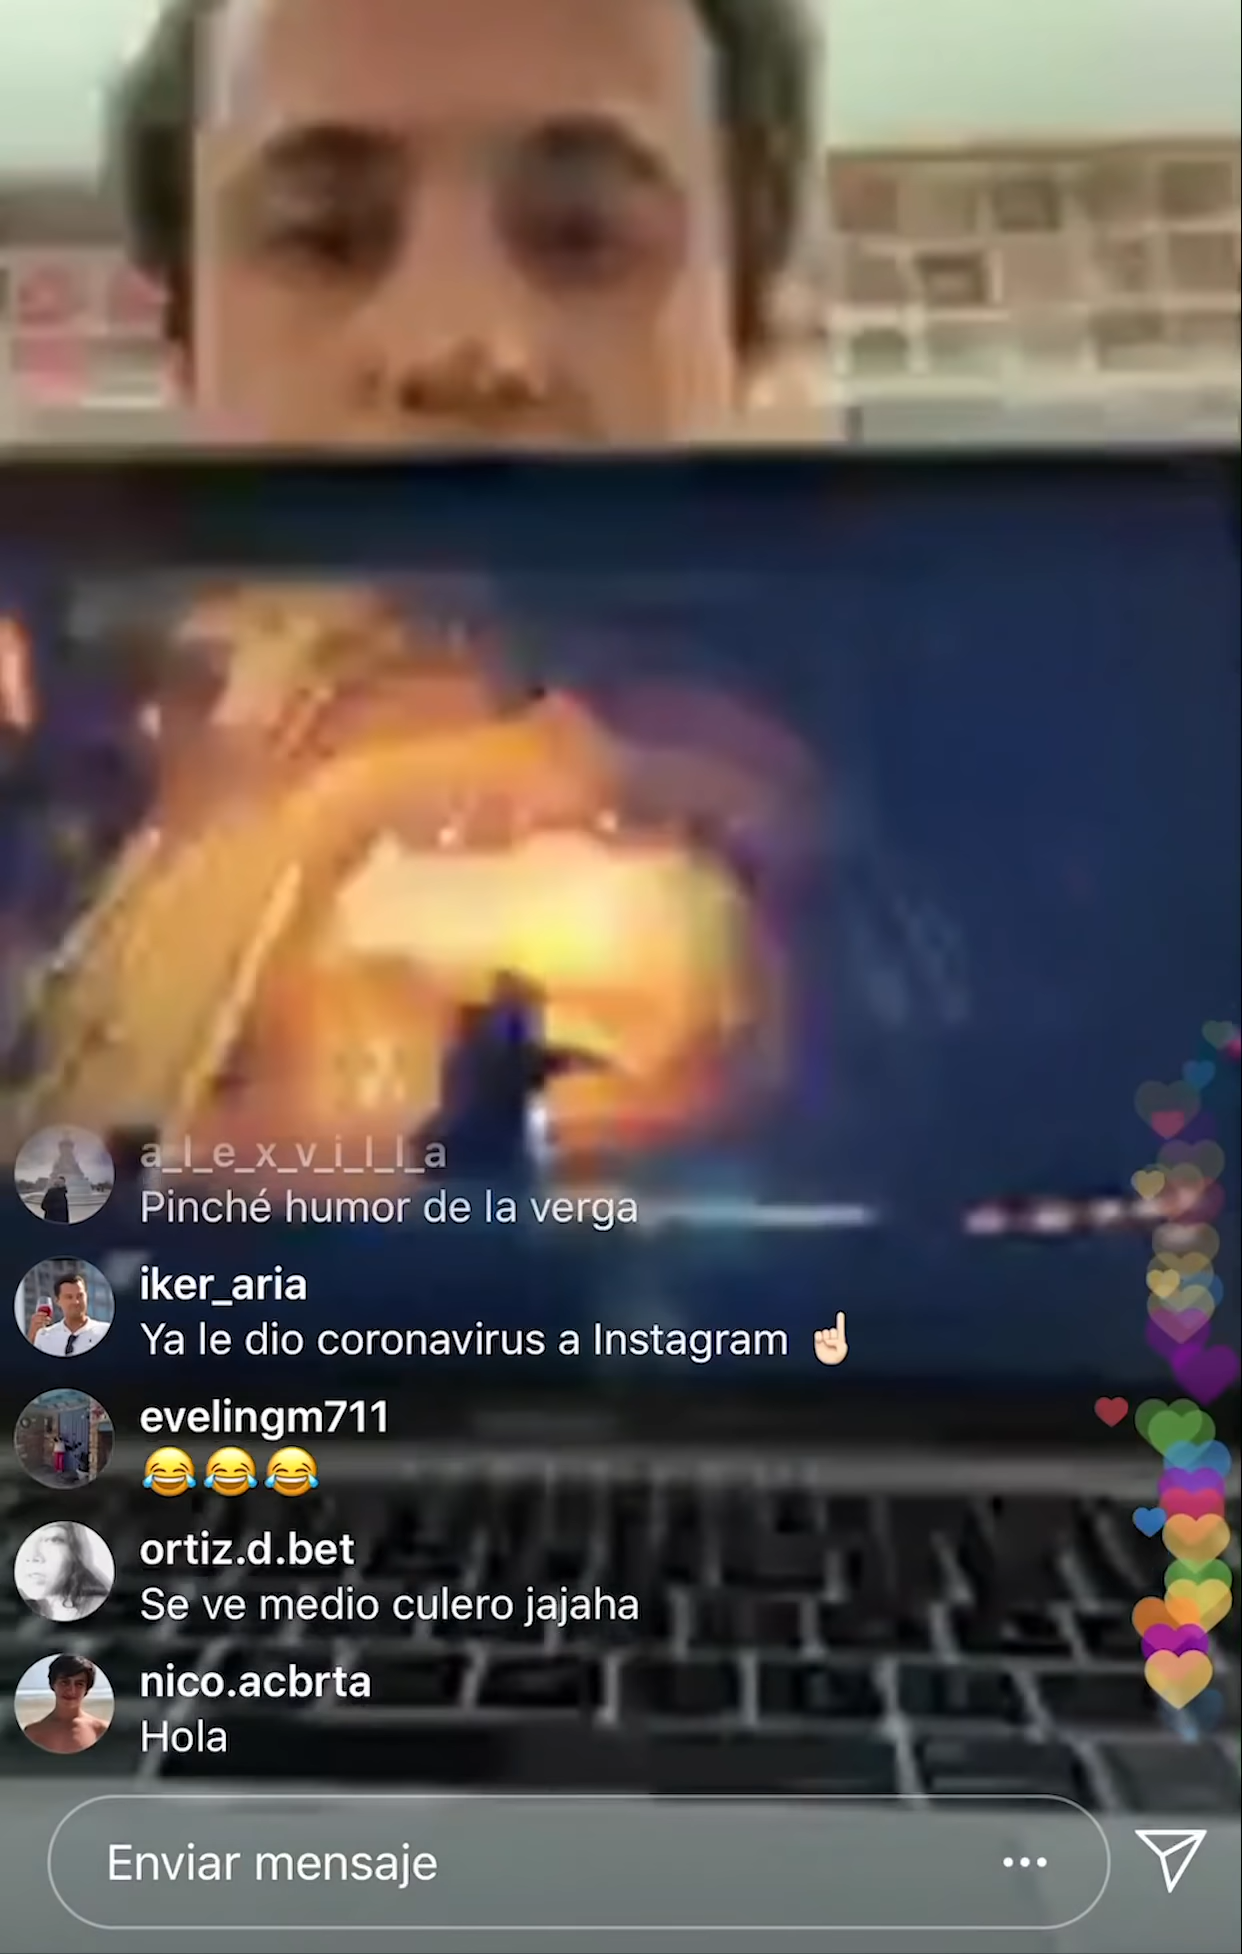 a_l_e_x_v_i_l_l_a
Pinché humor de la verga
iker_aria
Ya le dio coronavirus a Instagram ☝🏻
evelingm711
😂😂😂
ortiz.d.bet
Se ve medio culero jajaha
nico.acbrta
Hola
Enviar mensaje